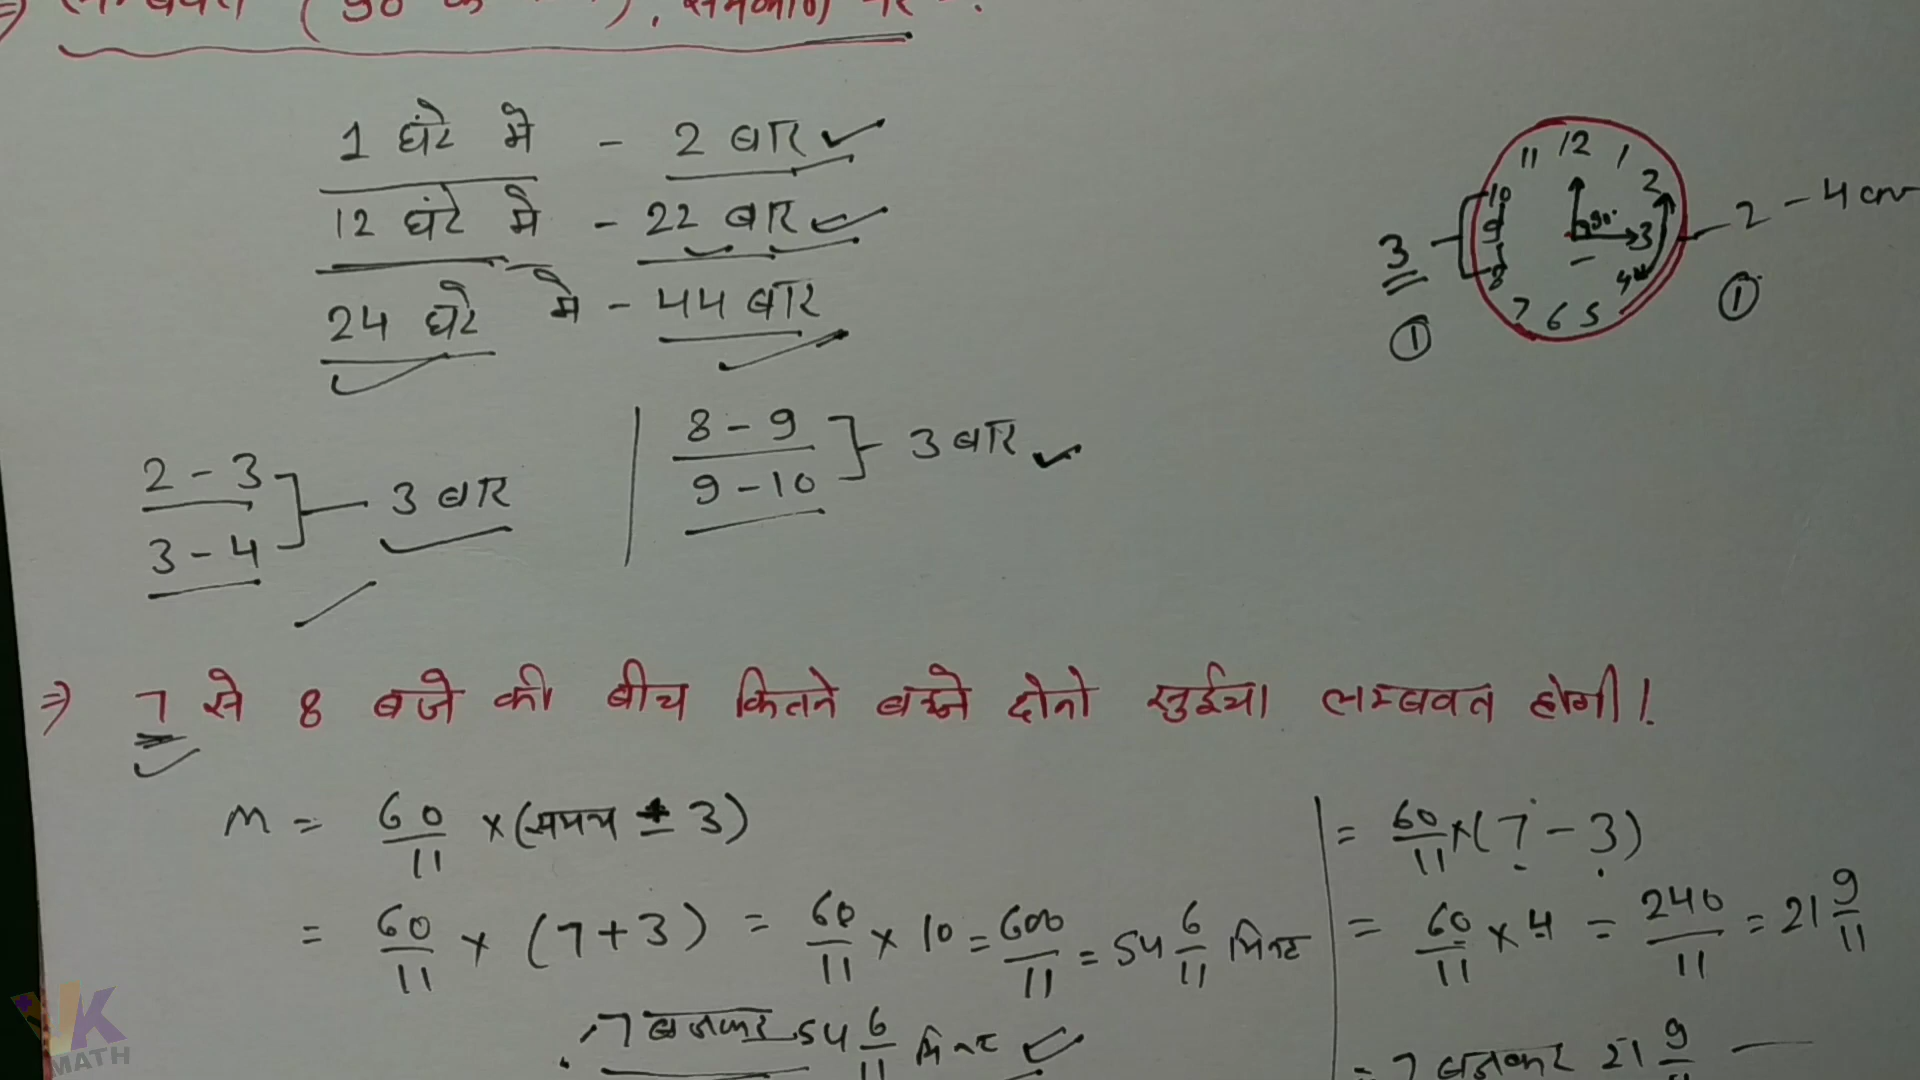 1 घंटे मे - 2 बार
12 घंटे मे - 22 बार
24 घंटे मे - 44 बार
11 12 1
10 2
9 90° 3
8 4
7 6 5
3
①
2 - 4 cm
①
2 - 3
3 - 4
3 बार
8 - 9
9 - 10
3 बार
⇒ 7 से 8 बजे की बीच कितने बजे दोनो सुईया लम्बवत होगी!
m = 60/11 × (समय ± 3)
= 60/11 × (7+3) = 60/11 × 10 = 600/11 = 54 6/11 मिनट
7 बजकर 54 6/11 मिनट
= 60/11 × (7 - 3)
= 60/11 × 4 = 240/11 = 21 9/11
= 7 बजकर 21 9/11
VK
MATH